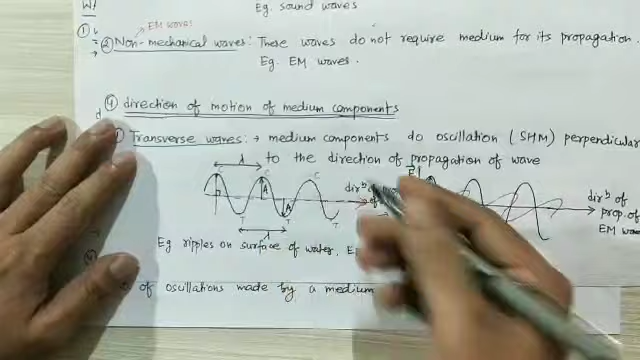 Eg. sound waves
EM waves
② Non-mechanical waves: These waves do not require medium for its propagation.
Eg. EM waves.
④ direction of motion of medium components
Transverse waves: → medium components do oscillation (SHM) perpendicular
to the direction of propagation of wave
λ
C C
A A
T T T
λ
E
dirⁿ of
prop. of
EM wave
Eg ripples on surface of water, E
of oscillations made by a medium